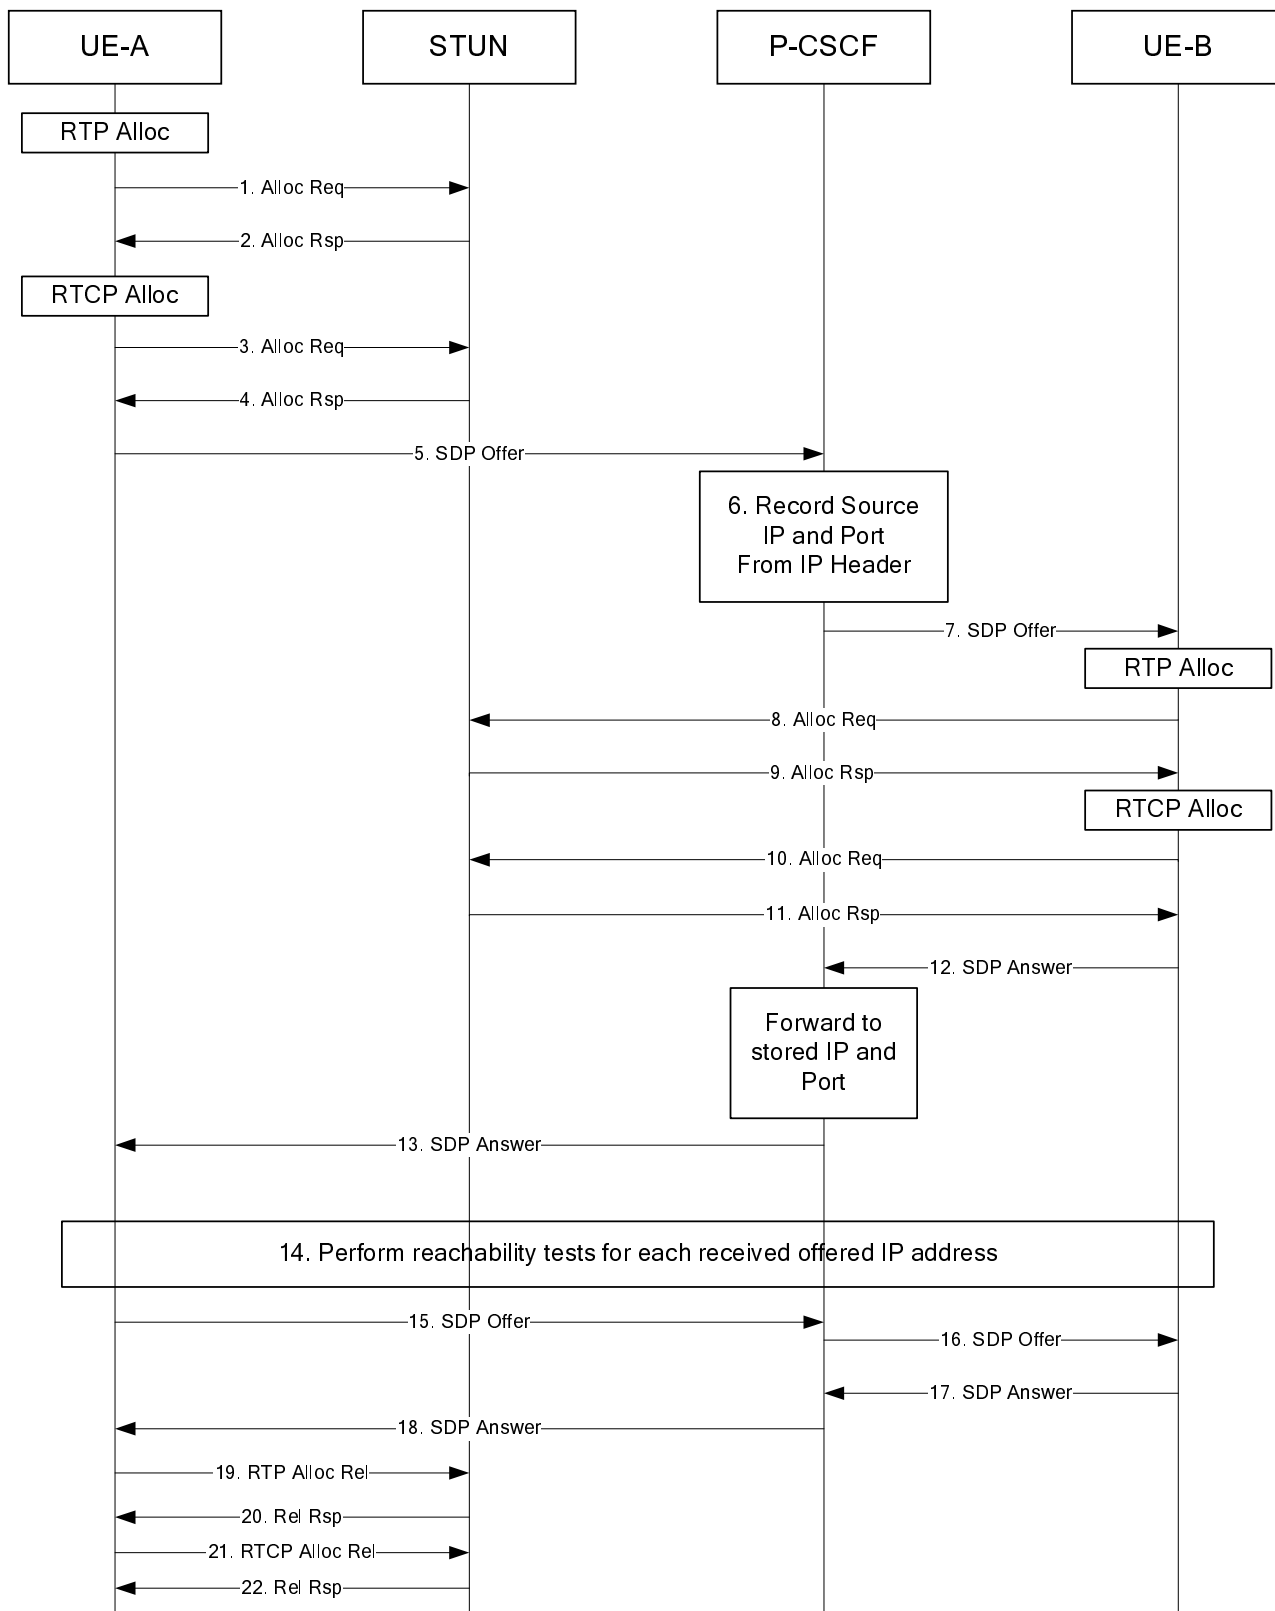 UE-A
STUN
P-CSCF
UE-B
RTP Alloc
1. Alloc Req
2. Alloc Rsp
RTCP Alloc
3. Alloc Req
4. Alloc Rsp
5. SDP Offer
6. Record Source
IP and Port
From IP Header
7. SDP Offer
RTP Alloc
8. Alloc Req
9. Alloc Rsp
RTCP Alloc
10. Alloc Req
11. Alloc Rsp
12. SDP Answer
Forward to
stored IP and
Port
13. SDP Answer
14. Perform reachability tests for each received offered IP address
15. SDP Offer
16. SDP Offer
17. SDP Answer
18. SDP Answer
19. RTP Alloc Rel
20. Rel Rsp
21. RTCP Alloc Rel
22. Rel Rsp